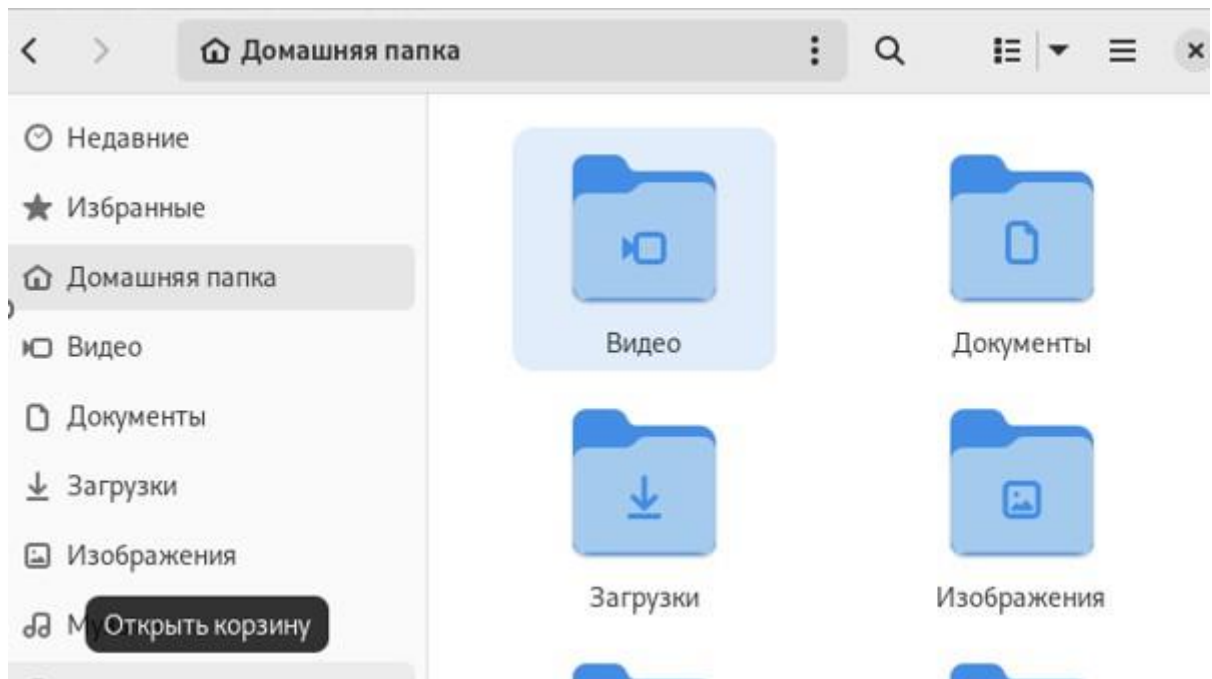 Домашняя папка
Недавние
Избранные
Домашняя папка
Видео
Документы
Загрузки
Изображения
Открыть корзину
Видео
Документы
Загрузки
Изображения